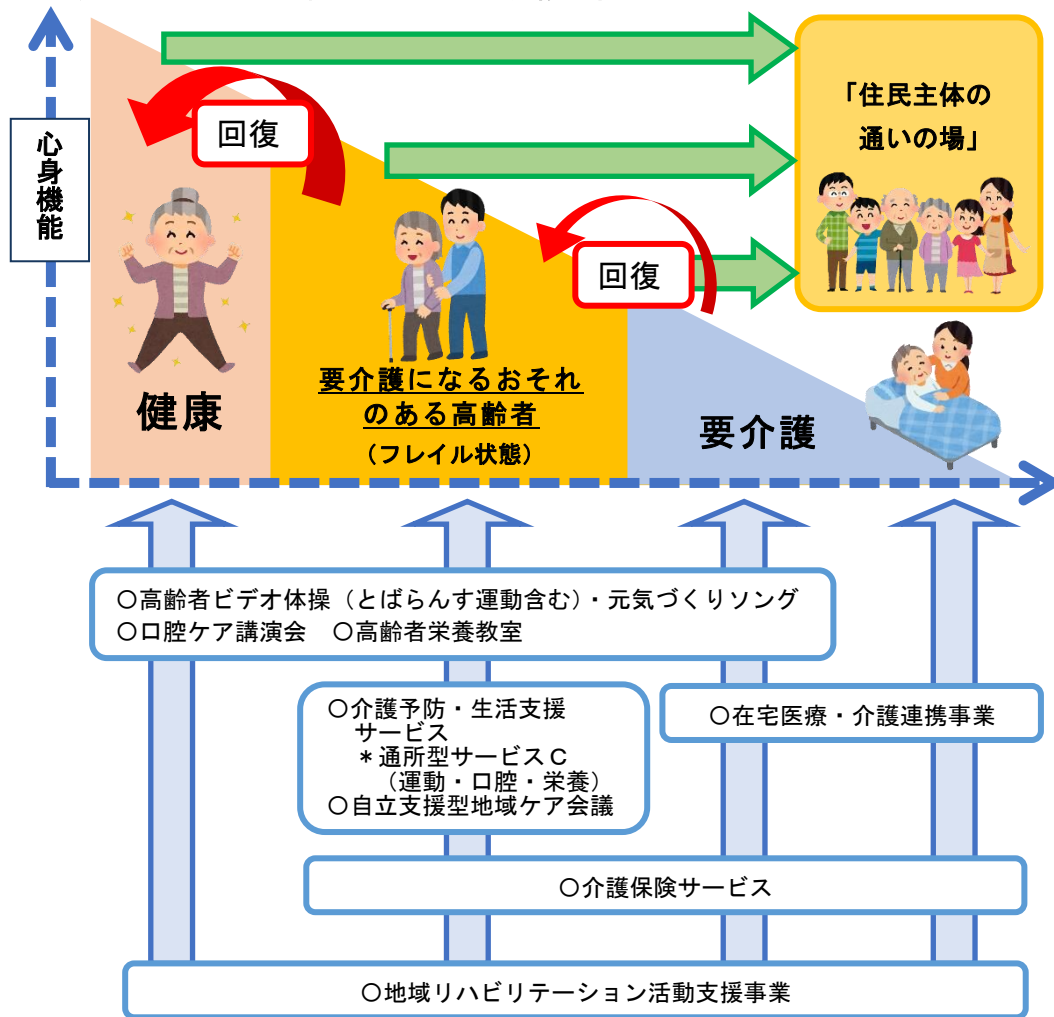 心身機能
回復
回復
「住民主体の
通いの場」
健康
要介護になるおそれ
のある高齢者
（フレイル状態）
要介護
○高齢者ビデオ体操（とばらんす運動含む）・元気づくりソング
○口腔ケア講演会　○高齢者栄養教室
○介護予防・生活支援
サービス
＊通所型サービスＣ
（運動・口腔・栄養）
○自立支援型地域ケア会議
○在宅医療・介護連携事業
○介護保険サービス
○地域リハビリテーション活動支援事業